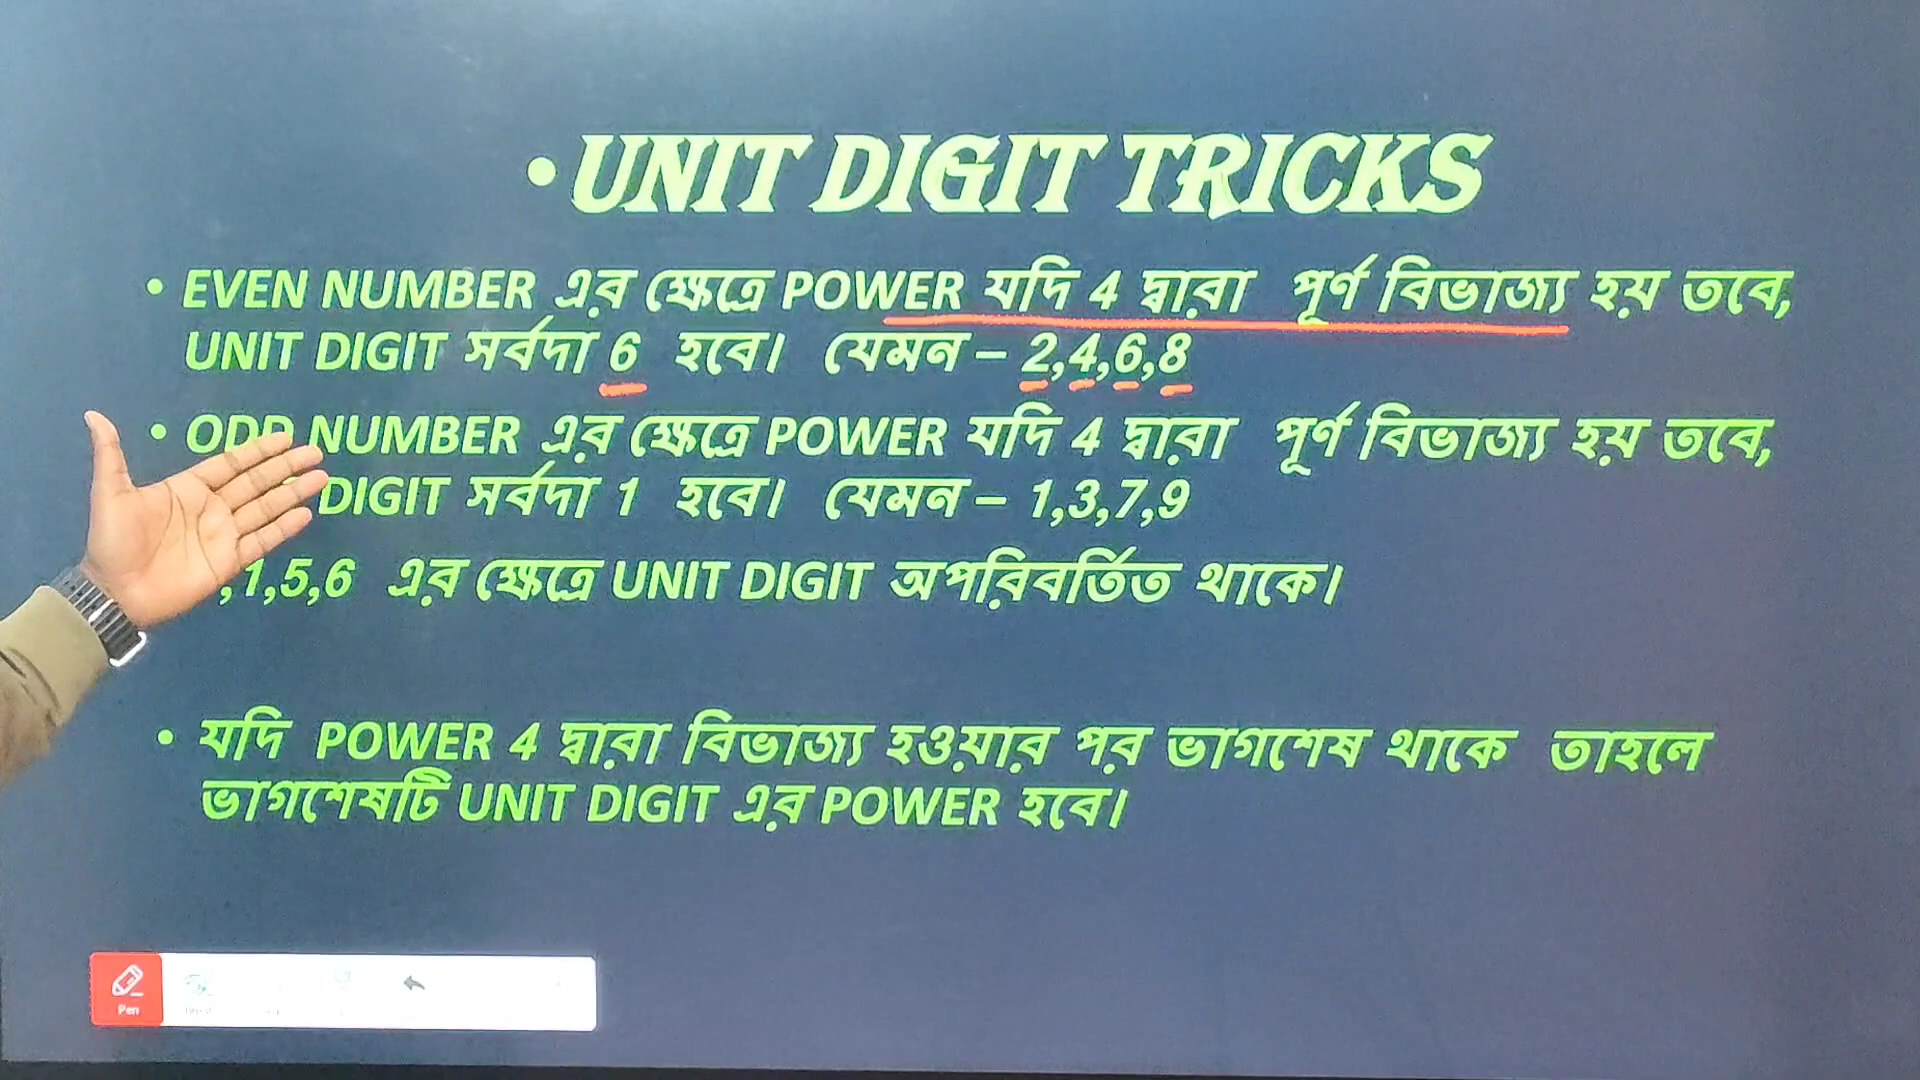 • UNIT DIGIT TRICKS
• EVEN NUMBER এর ক্ষেত্রে POWER যদি 4 দ্বারা পূর্ণ বিভাজ্য হয় তবে,
UNIT DIGIT সর্বদা 6 হবে। যেমন – 2,4,6,8
• ODD NUMBER এর ক্ষেত্রে POWER যদি 4 দ্বারা পূর্ণ বিভাজ্য হয় তবে,
DIGIT সর্বদা 1 হবে। যেমন – 1,3,7,9
,1,5,6 এর ক্ষেত্রে UNIT DIGIT অপরিবর্তিত থাকে।
• যদি POWER 4 দ্বারা বিভাজ্য হওয়ার পর ভাগশেষ থাকে তাহলে
ভাগশেষটি UNIT DIGIT এর POWER হবে।
Pen